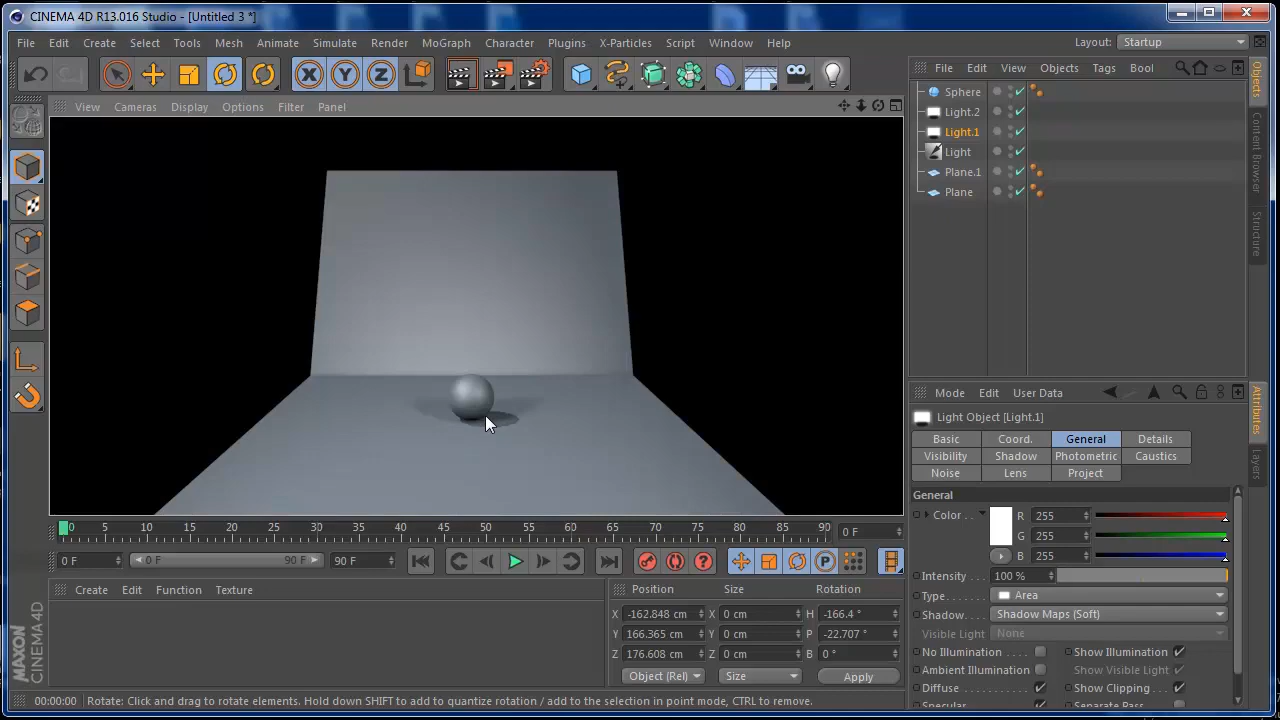 CINEMA 4D R13.016 Studio - [Untitled 3 *]
File Edit Create Select Tools Mesh Animate Simulate Render MoGraph Character Plugins X-Particles Script Window Help Layout: Startup
X Y Z
File Edit View Objects Tags Bool
View Cameras Display Options Filter Panel
Sphere
Light.2
Light.1
Light
Plane.1
Plane
Objects
Content Browser
Structure
Mode Edit User Data
Light Object [Light.1]
Basic Coord. General Details
Visibility Shadow Photometric Caustics
Noise Lens Project
General
Color . . R 255
G 255
B 255
Intensity 100 %
Type. . . . . . . Area
Shadow. . . . . Shadow Maps (Soft)
Visible Light . None
No Illumination . . . . Show Illumination
Ambient Illumination Show Visible Light
Diffuse . . . . . . . . . . . Show Clipping . . .
Specular Separate Pass
Attributes
Layers
0 5 10 15 20 25 30 35 40 45 50 55 60 65 70 75 80 85 90 0 F
0 F 0 F 90 F 90 F
P
Create Edit Function Texture
Position Size Rotation
X -162.848 cm X 0 cm H -166.4 °
Y 166.365 cm Y 0 cm P -22.707 °
Z 176.608 cm Z 0 cm B 0 °
Object (Rel) Size Apply
MAXON
CINEMA 4D
00:00:00 Rotate: Click and drag to rotate elements. Hold down SHIFT to add to quantize rotation / add to the selection in point mode, CTRL to remove.